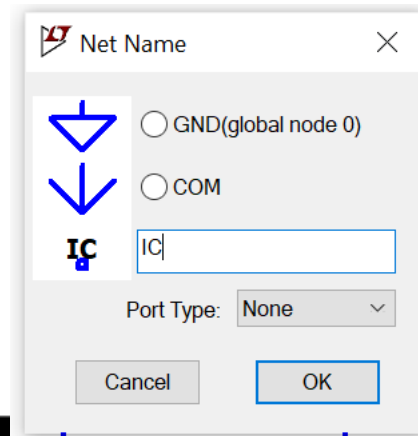 Net Name
GND(global node 0)
COM
IC
IC
Port Type: None
Cancel OK